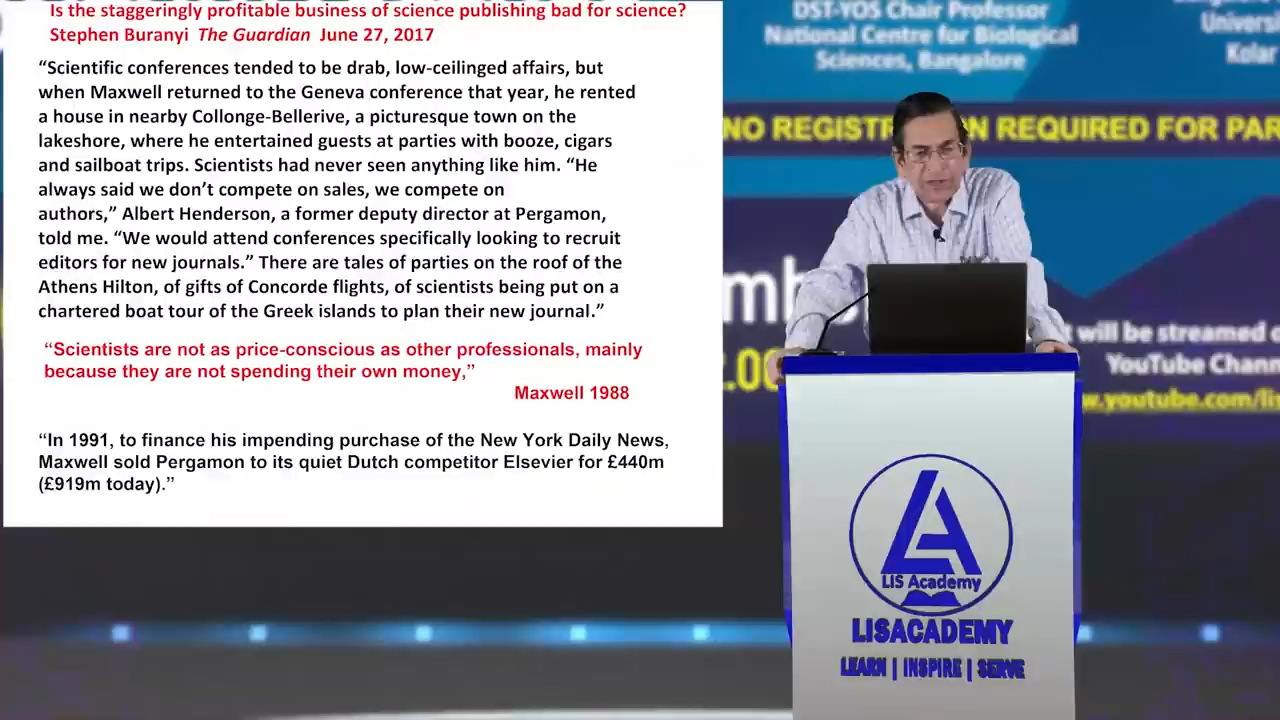 Is the staggeringly profitable business of science publishing bad for science?
Stephen Buranyi The Guardian June 27, 2017
“Scientific conferences tended to be drab, low-ceilinged affairs, but
when Maxwell returned to the Geneva conference that year, he rented
a house in nearby Collonge-Bellerive, a picturesque town on the
lakeshore, where he entertained guests at parties with booze, cigars
and sailboat trips. Scientists had never seen anything like him. “He
always said we don’t compete on sales, we compete on
authors,” Albert Henderson, a former deputy director at Pergamon,
told me. “We would attend conferences specifically looking to recruit
editors for new journals.” There are tales of parties on the roof of the
Athens Hilton, of gifts of Concorde flights, of scientists being put on a
chartered boat tour of the Greek islands to plan their new journal.”
“Scientists are not as price-conscious as other professionals, mainly
because they are not spending their own money,”
Maxwell 1988
“In 1991, to finance his impending purchase of the New York Daily News,
Maxwell sold Pergamon to its quiet Dutch competitor Elsevier for £440m
(£919m today).”
DST-YOS Chair Professor
National Centre for Biological
Sciences, Bangalore
Kolar
NO REGISTRATION REQUIRED FOR PAR
will be streamed
YouTube Chann
w.youtube.com/lis
LIS Academy
LISACADEMY
LEARN | INSPIRE | SERVE